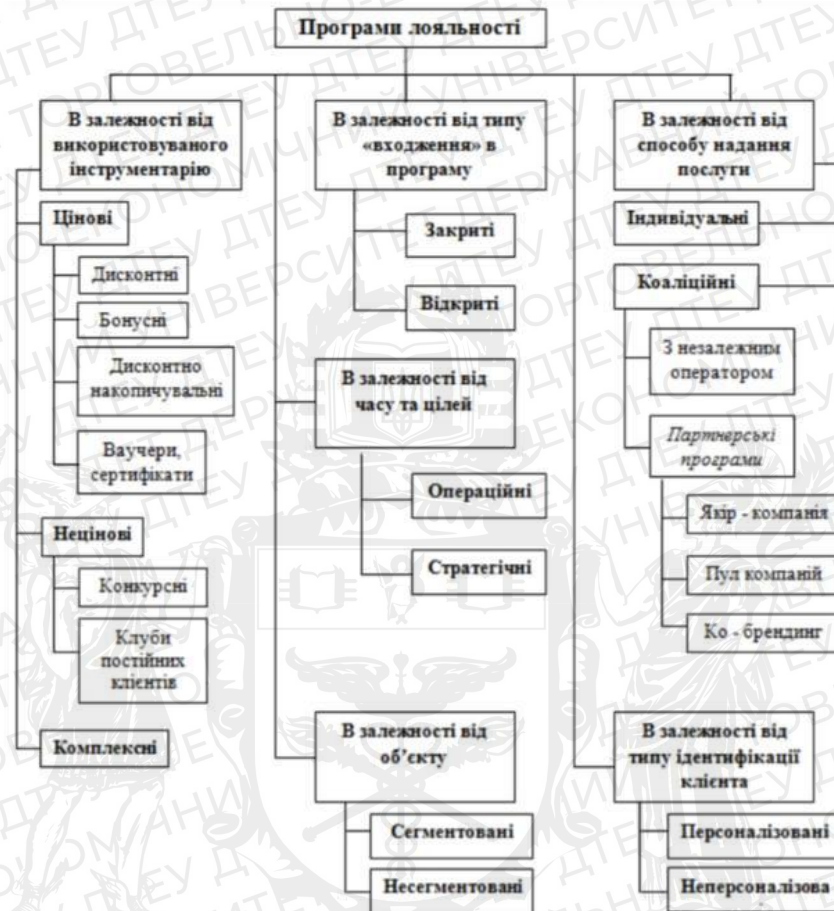 Програми лояльності
В залежності від
використовуваного
інструментарію
Цінові
Дисконтні
Бонусні
Дисконтно
накопичувальні
Ваучери,
сертифікати
Нецінові
Конкурсні
Клуби
постійних
клієнтів
Комплексні
В залежності від типу
«входження» в
програму
Закриті
Відкриті
В залежності від
часу та цілей
Операційні
Стратегічні
В залежності від
об’єкту
Сегментовані
Несегментовані
В залежності від
способу надання
послуги
Індивідуальні
Коаліційні
З незалежним
оператором
Партнерські
програми
Якір - компанія
Пул компаній
Ко - брендинг
В залежності від
типу ідентифікації
клієнта
Персоналізовані
Неперсоналізова